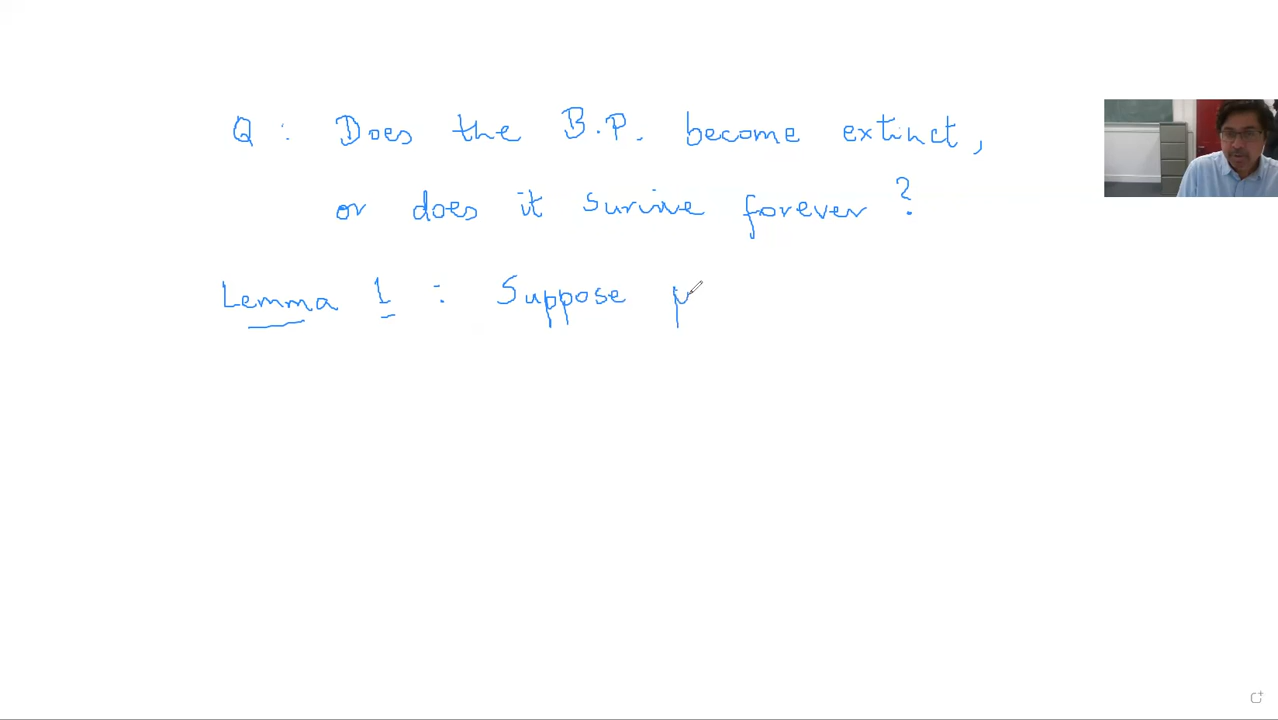 Q : Does the B.P. become extinct,
or does it survive forever ?
Lemma 1 : Suppose μ